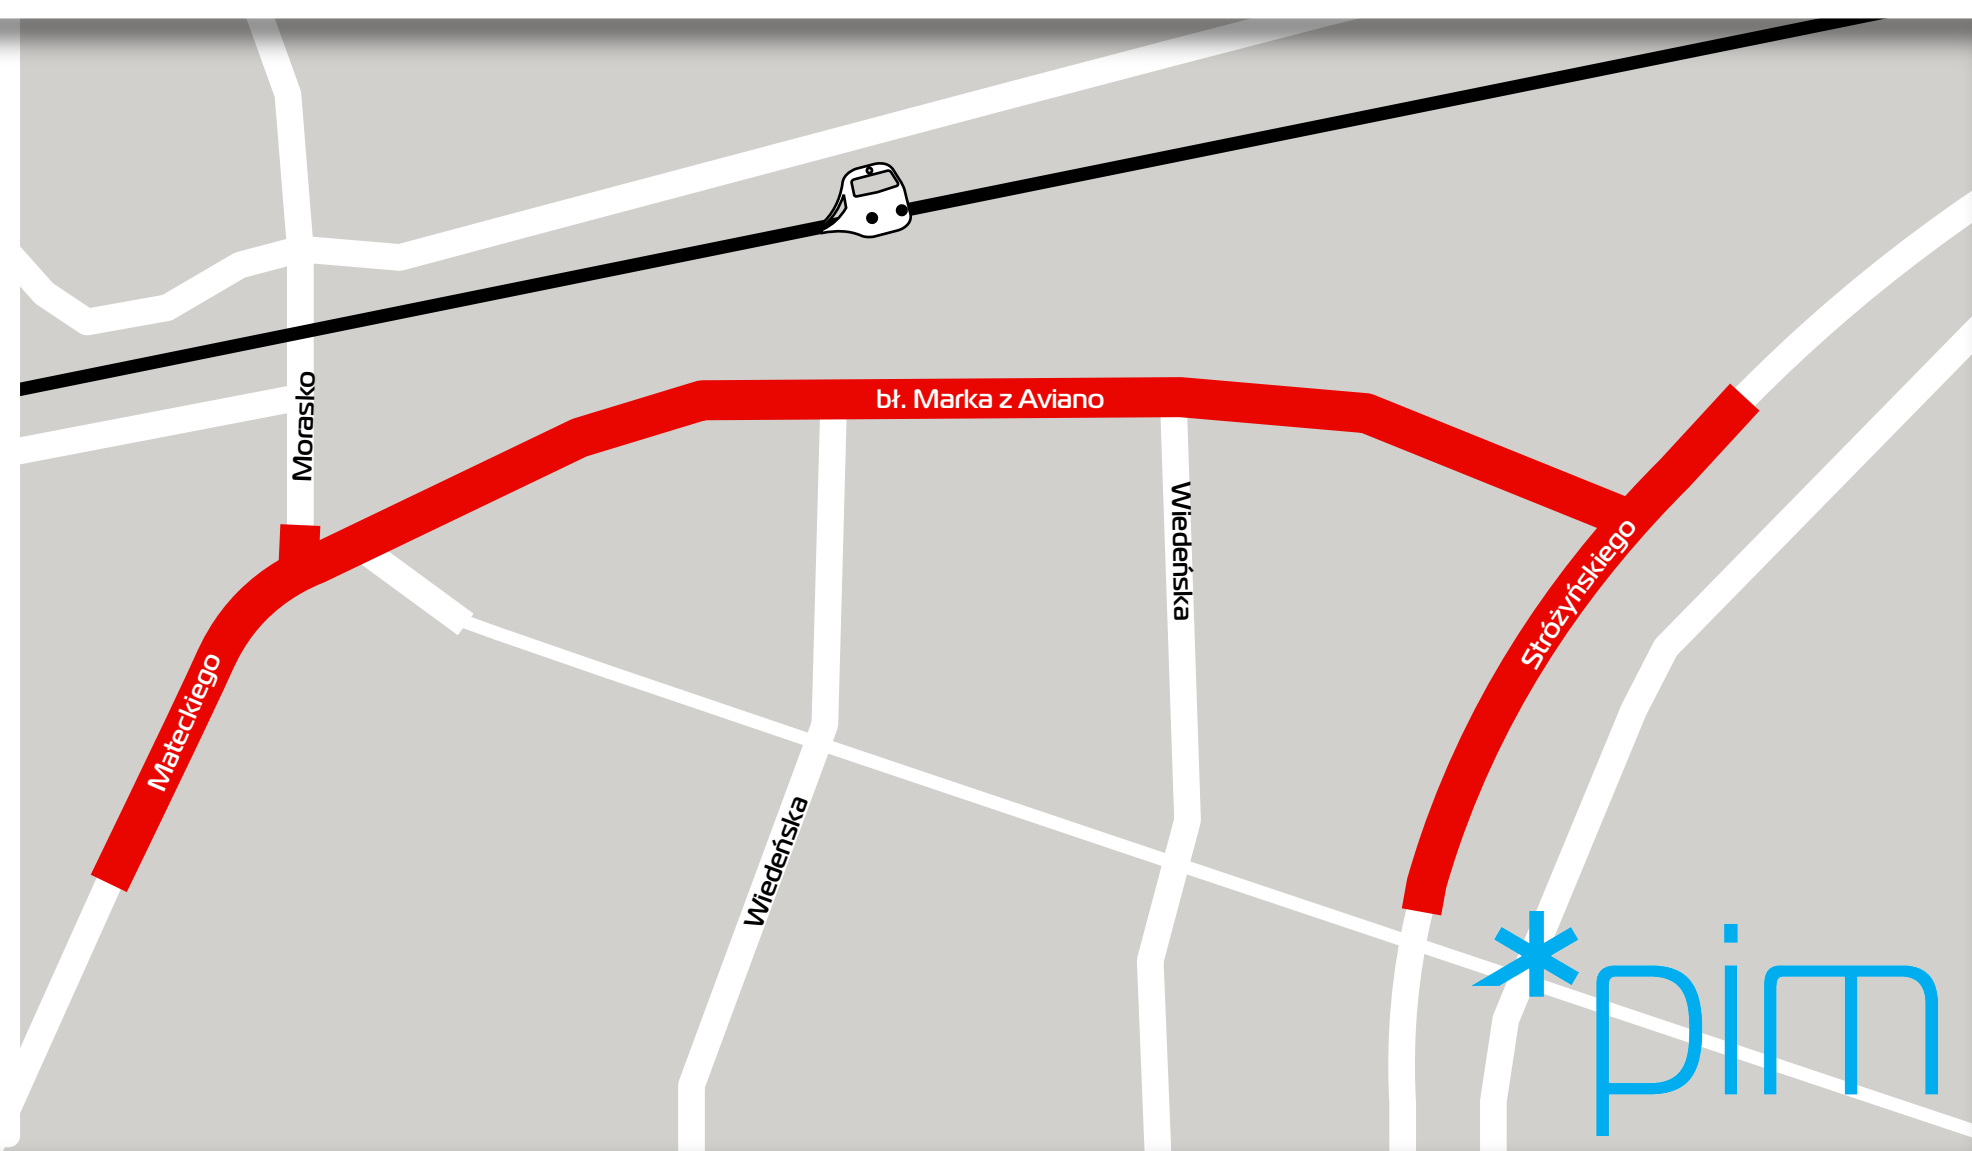 Morasko
bł. Marka z Aviano
Wiedeńska
Stróżyńskiego
Mateckiego
Wiedeńska
*pim